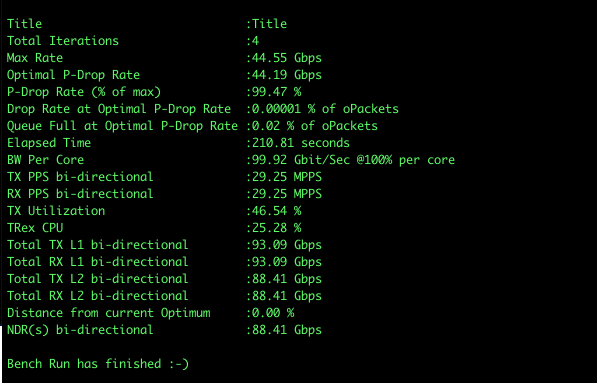 Title :Title
Total Iterations :4
Max Rate :44.55 Gbps
Optimal P-Drop Rate :44.19 Gbps
P-Drop Rate (% of max) :99.47 %
Drop Rate at Optimal P-Drop Rate :0.00001 % of oPackets
Queue Full at Optimal P-Drop Rate :0.02 % of oPackets
Elapsed Time :210.81 seconds
BW Per Core :99.92 Gbit/Sec @100% per core
TX PPS bi-directional :29.25 MPPS
RX PPS bi-directional :29.25 MPPS
TX Utilization :46.54 %
TRex CPU :25.28 %
Total TX L1 bi-directional :93.09 Gbps
Total RX L1 bi-directional :93.09 Gbps
Total TX L2 bi-directional :88.41 Gbps
Total RX L2 bi-directional :88.41 Gbps
Distance from current Optimum :0.00 %
NDR(s) bi-directional :88.41 Gbps
Bench Run has finished :-)